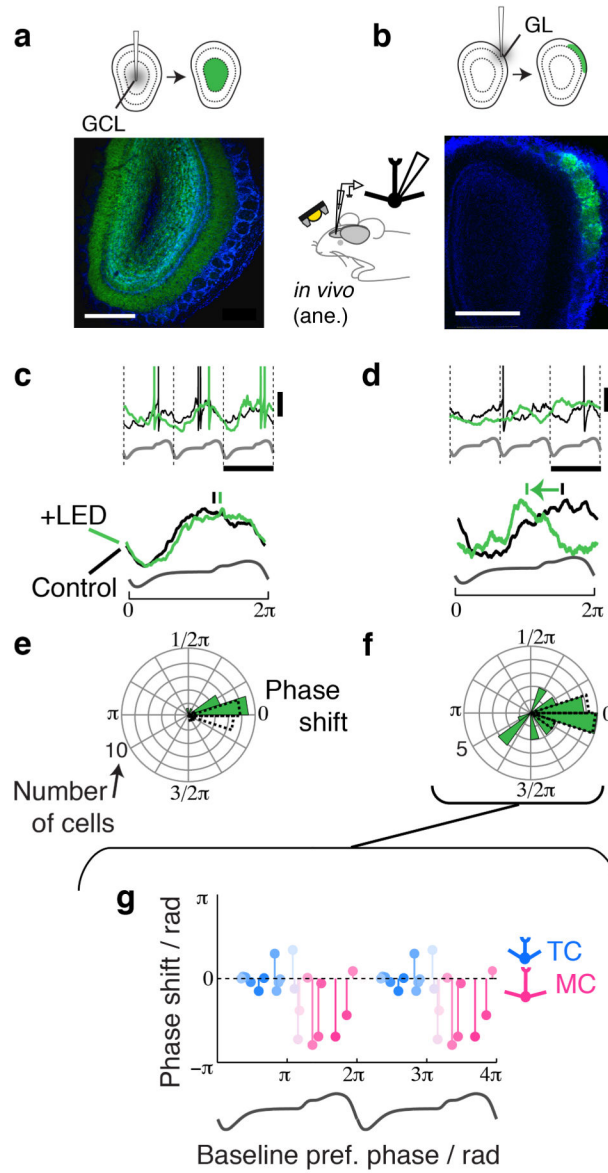 a
GCL
b
GL
in vivo
(ane.)
c
+LED
Control
0
2π
d
0
2π
e
1/2π
π
0
10
3/2π
Phase
shift
Number
of cells
f
1/2π
π
0
5
3/2π
g
Phase shift / rad
π
0
−π
π
2π
3π
4π
TC
MC
Baseline pref. phase / rad